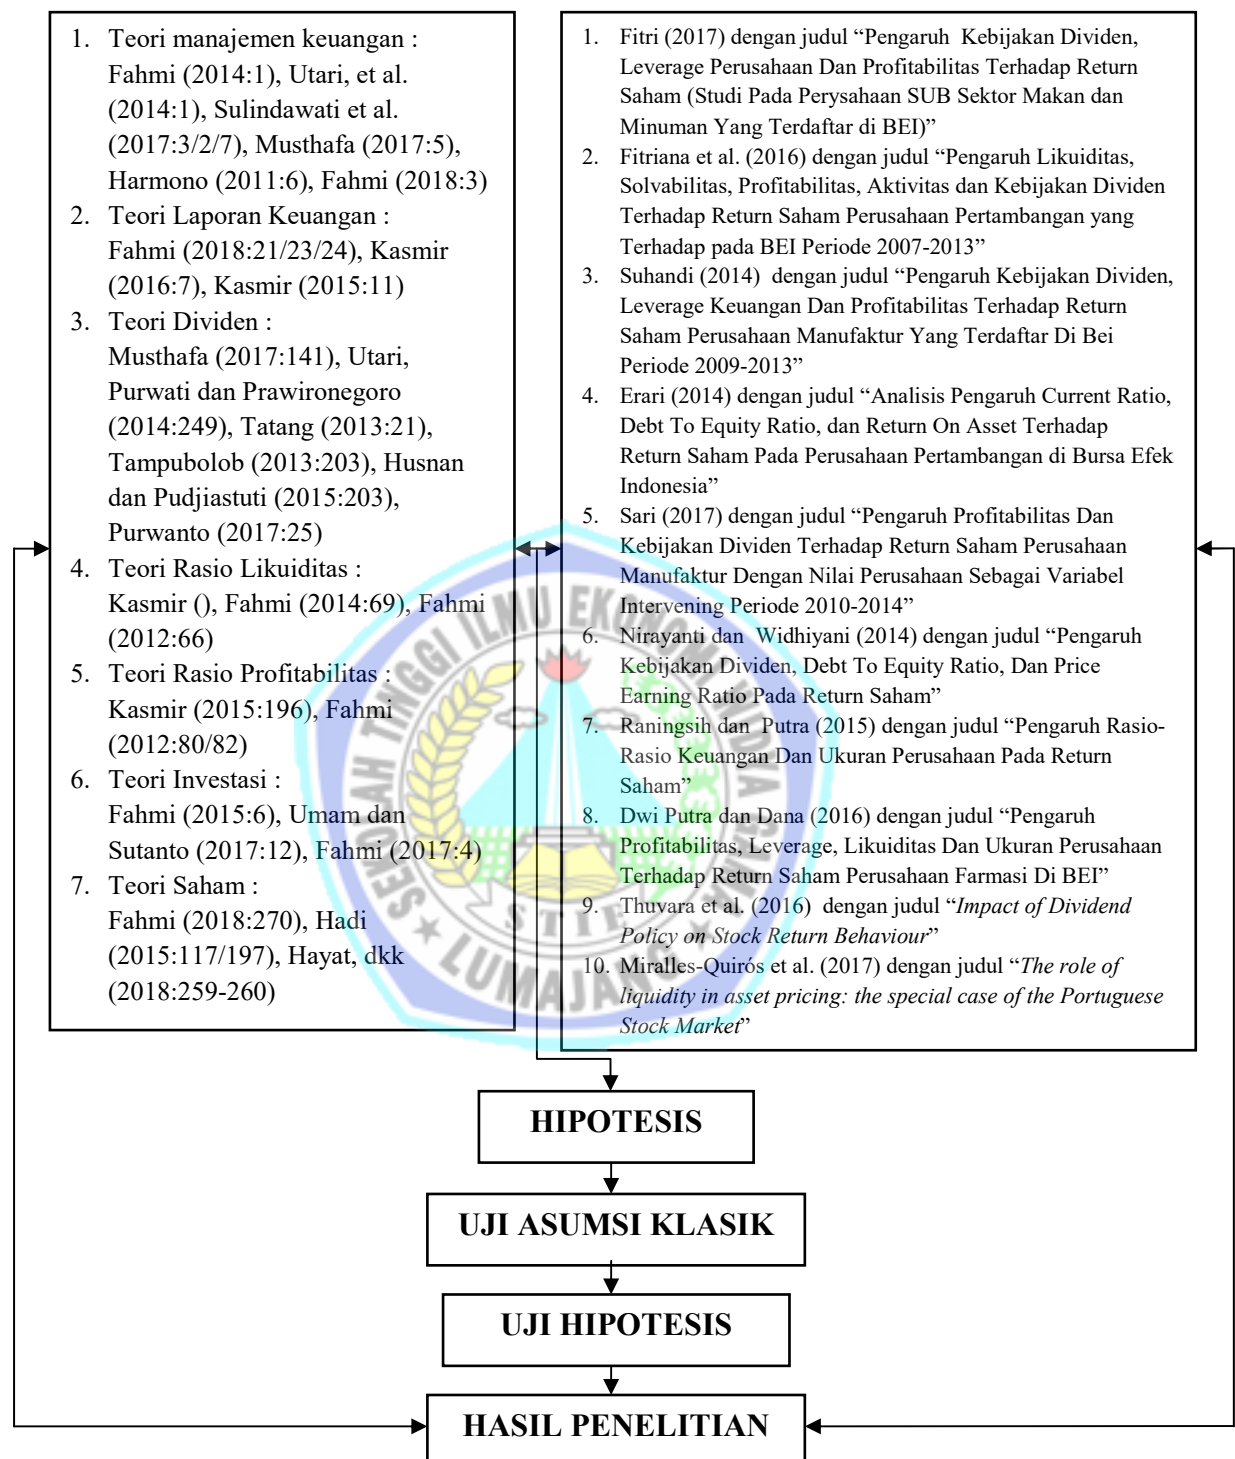 1. Teori manajemen keuangan :
Fahmi (2014:1), Utari, et al.
(2014:1), Sulindawati et al.
(2017:3/2/7), Musthafa (2017:5),
Harmono (2011:6), Fahmi (2018:3)
2. Teori Laporan Keuangan :
Fahmi (2018:21/23/24), Kasmir
(2016:7), Kasmir (2015:11)
3. Teori Dividen :
Musthafa (2017:141), Utari,
Purwati dan Prawironegoro
(2014:249), Tatang (2013:21),
Tampubolob (2013:203), Husnan
dan Pudjiastuti (2015:203),
Purwanto (2017:25)
4. Teori Rasio Likuiditas :
Kasmir (), Fahmi (2014:69), Fahmi
(2012:66)
5. Teori Rasio Profitabilitas :
Kasmir (2015:196), Fahmi
(2012:80/82)
6. Teori Investasi :
Fahmi (2015:6), Umam dan
Sutanto (2017:12), Fahmi (2017:4)
7. Teori Saham :
Fahmi (2018:270), Hadi
(2015:117/197), Hayat, dkk
(2018:259-260)
1. Fitri (2017) dengan judul “Pengaruh Kebijakan Dividen,
Leverage Perusahaan Dan Profitabilitas Terhadap Return
Saham (Studi Pada Perysahaan SUB Sektor Makan dan
Minuman Yang Terdaftar di BEI)”
2. Fitriana et al. (2016) dengan judul “Pengaruh Likuiditas,
Solvabilitas, Profitabilitas, Aktivitas dan Kebijakan Dividen
Terhadap Return Saham Perusahaan Pertambangan yang
Terhadap pada BEI Periode 2007-2013”
3. Suhandi (2014) dengan judul “Pengaruh Kebijakan Dividen,
Leverage Keuangan Dan Profitabilitas Terhadap Return
Saham Perusahaan Manufaktur Yang Terdaftar Di Bei
Periode 2009-2013”
4. Erari (2014) dengan judul “Analisis Pengaruh Current Ratio,
Debt To Equity Ratio, dan Return On Asset Terhadap
Return Saham Pada Perusahaan Pertambangan di Bursa Efek
Indonesia”
5. Sari (2017) dengan judul “Pengaruh Profitabilitas Dan
Kebijakan Dividen Terhadap Return Saham Perusahaan
Manufaktur Dengan Nilai Perusahaan Sebagai Variabel
Intervening Periode 2010-2014”
6. Nirayanti dan Widhiyani (2014) dengan judul “Pengaruh
Kebijakan Dividen, Debt To Equity Ratio, Dan Price
Earning Ratio Pada Return Saham”
7. Raningsih dan Putra (2015) dengan judul “Pengaruh Rasio-
Rasio Keuangan Dan Ukuran Perusahaan Pada Return
Saham”
8. Dwi Putra dan Dana (2016) dengan judul “Pengaruh
Profitabilitas, Leverage, Likuiditas Dan Ukuran Perusahaan
Terhadap Return Saham Perusahaan Farmasi Di BEI”
9. Thuvara et al. (2016) dengan judul “Impact of Dividend
Policy on Stock Return Behaviour”
10. Miralles-Quirós et al. (2017) dengan judul “The role of
liquidity in asset pricing: the special case of the Portuguese
Stock Market”
SEKOLAH TINGGI ILMU EKONOMI WIDYA GAMA
STIE
LUMAJANG
HIPOTESIS
UJI ASUMSI KLASIK
UJI HIPOTESIS
HASIL PENELITIAN